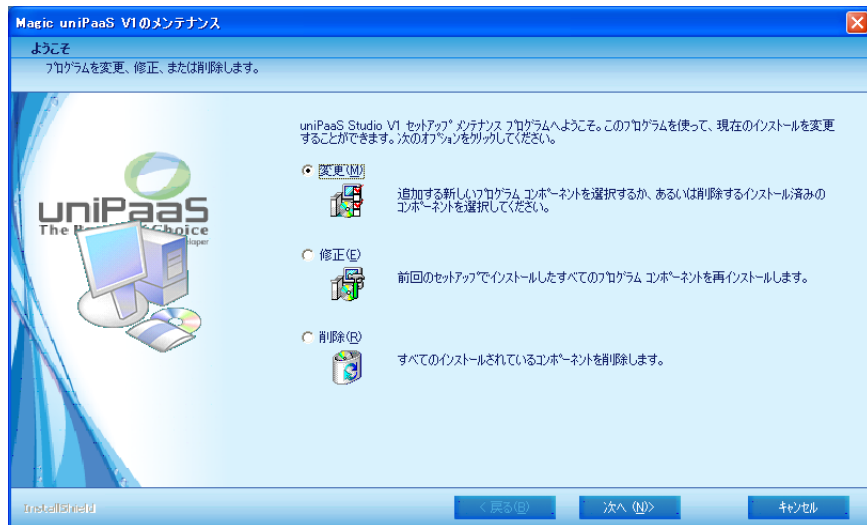 Magic uniPaaS V1のメンテナンス
ようこそ
プログラムを変更、修正、または削除します。
uniPaaS Studio V1 セットアップ メンテナンス プログラムへようこそ。このプログラムを使って、現在のインストールを変更
することができます。次のオプションをクリックしてください。
変更(M)
追加する新しいプログラム コンポーネントを選択するか、あるいは削除するインストール済みの
コンポーネントを選択してください。
uniPaaS
The
Choice
修正(E)
前回のセットアップでインストールしたすべてのプログラム コンポーネントを再インストールします。
削除(R)
すべてのインストールされているコンポーネントを削除します。
InstallShield
< 戻る(B)
次へ (N)>
キャンセル